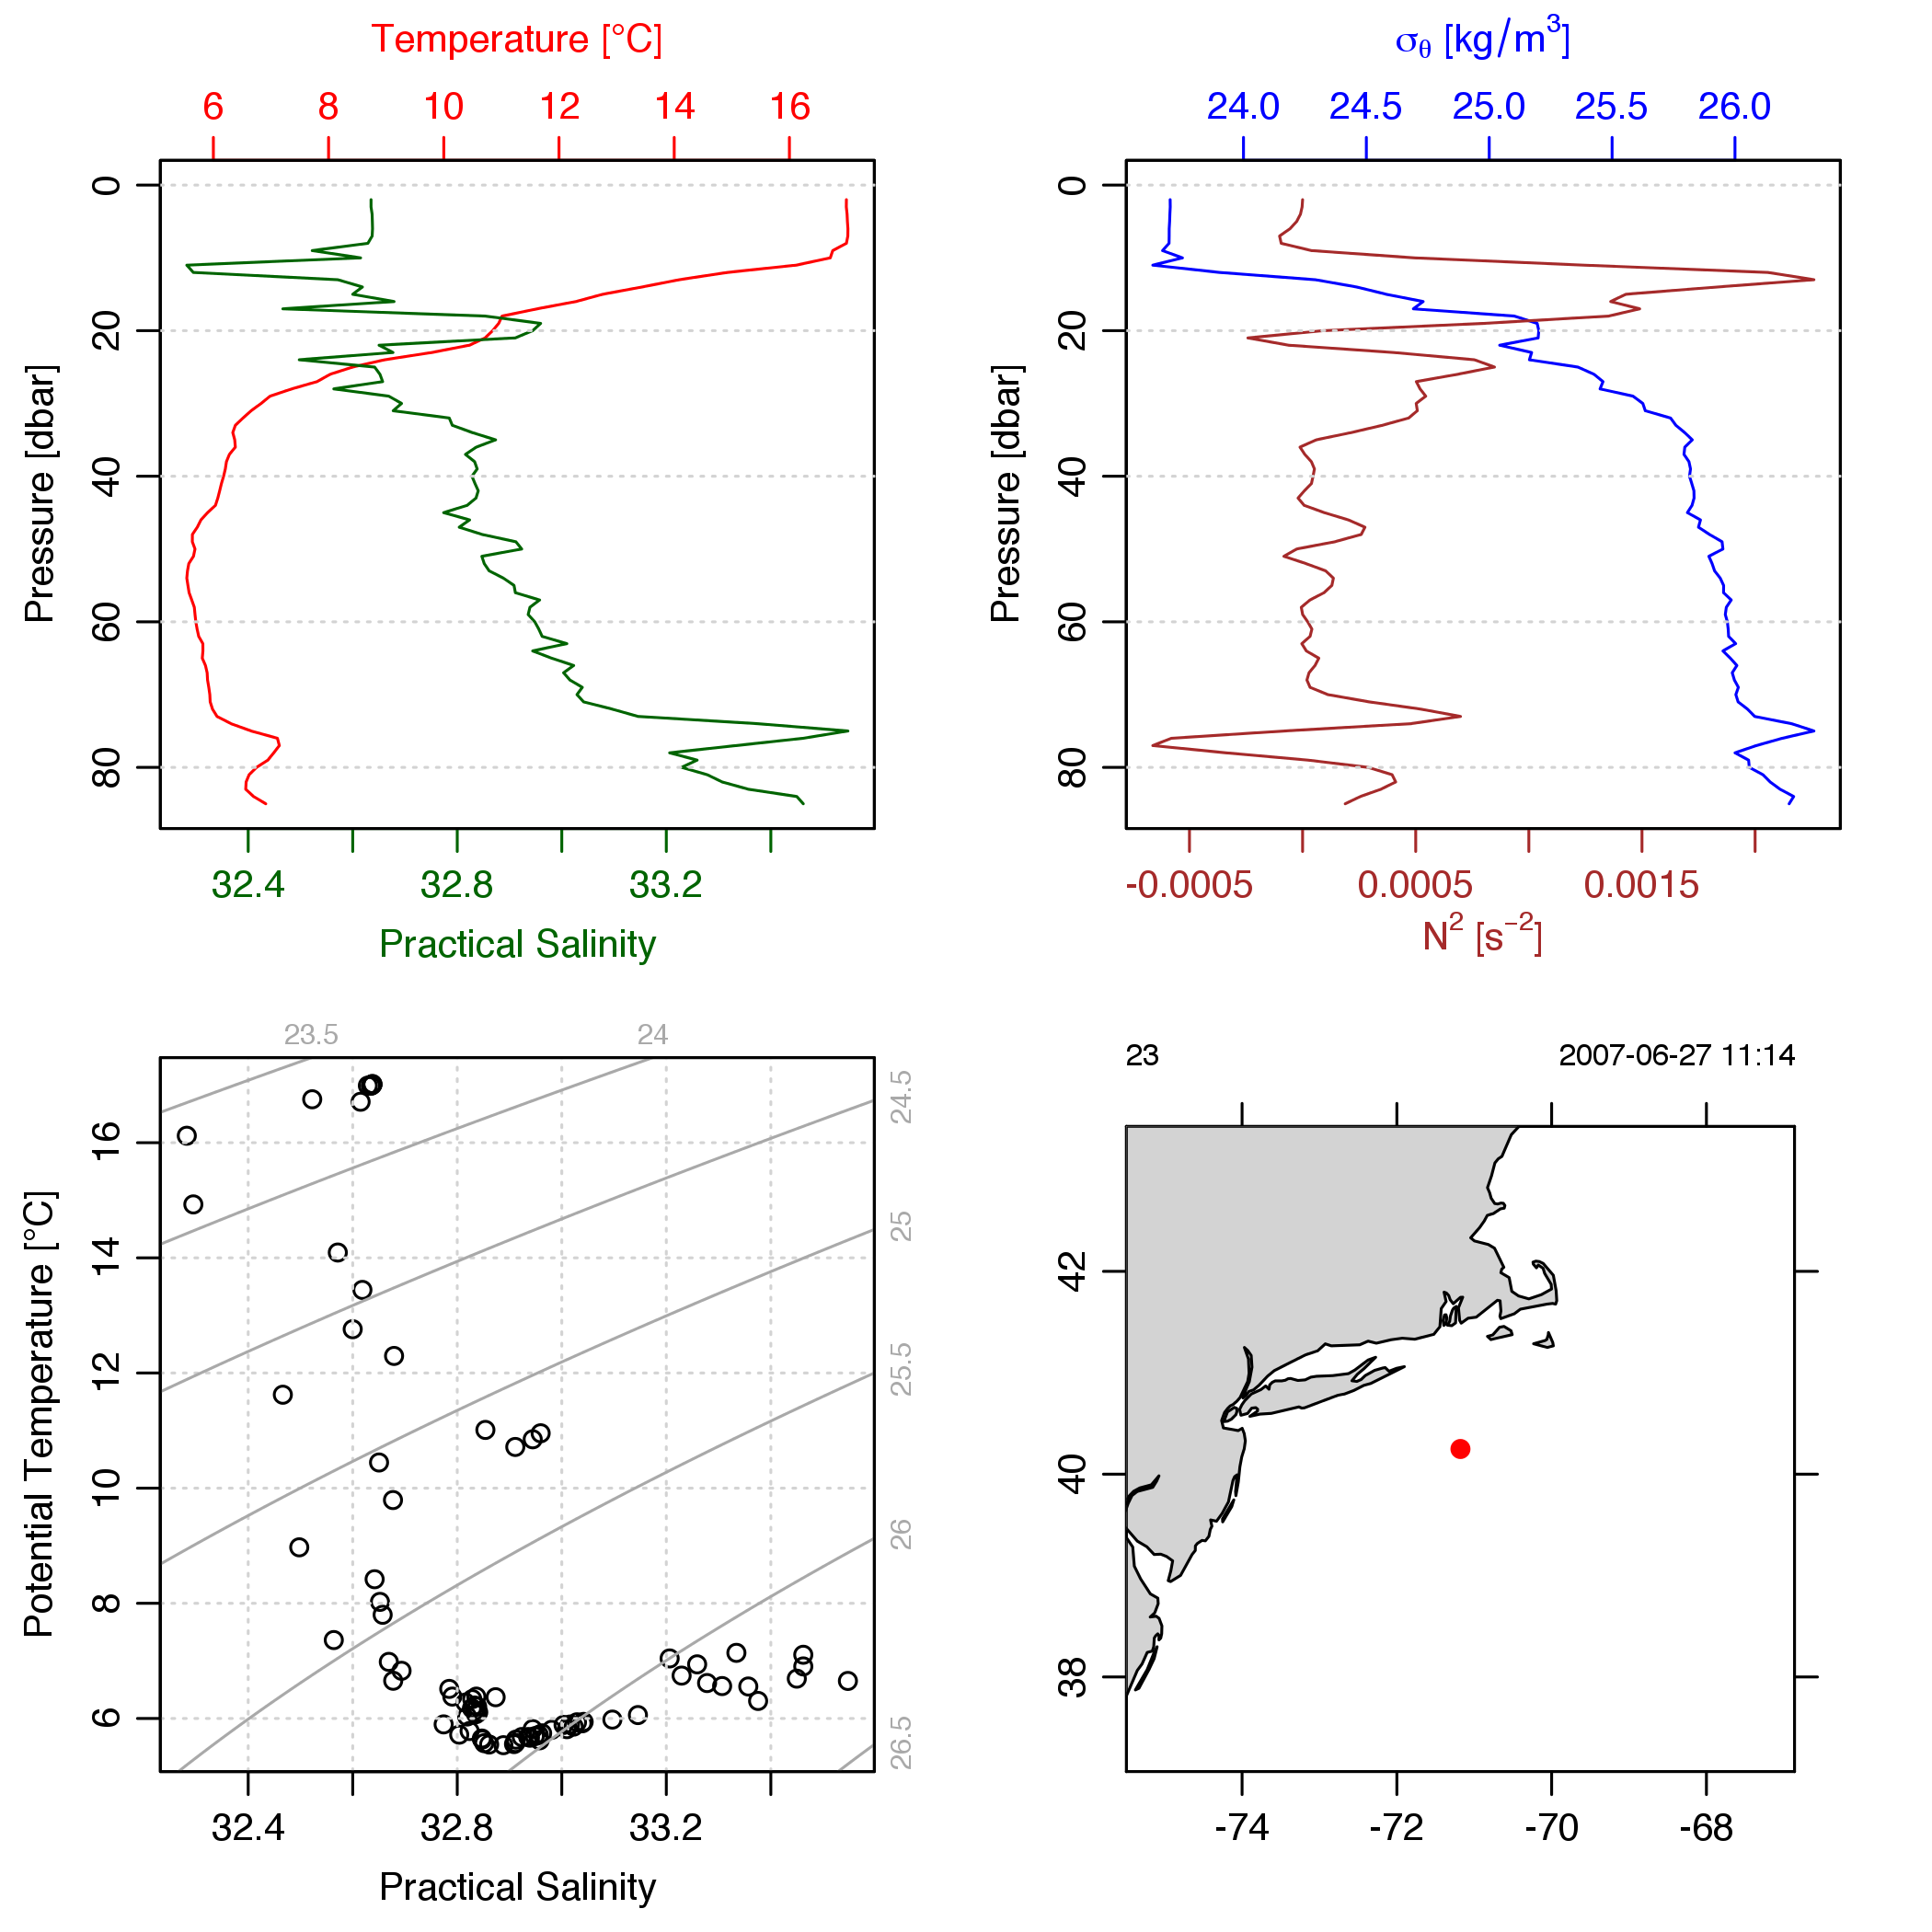 Temperature [°C]
6 8 10 12 14 16
0
20
40
60
80
Pressure [dbar]
32.4 32.8 33.2
Practical Salinity
σθ [kg/m³]
24.0 24.5 25.0 25.5 26.0
0
20
40
60
80
Pressure [dbar]
-0.0005 0.0005 0.0015
N² [s⁻²]
23.5 24
24.5
25
25.5
26
26.5
16
14
12
10
8
6
Potential Temperature [°C]
32.4 32.8 33.2
Practical Salinity
23 2007-06-27 11:14
42
40
38
-74 -72 -70 -68